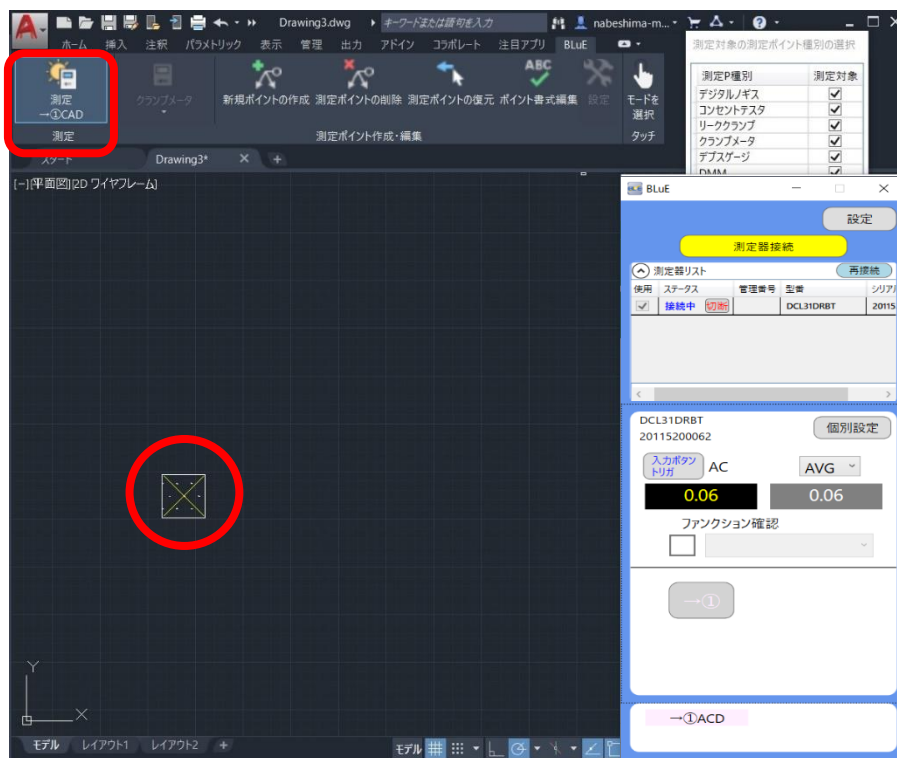 Drawing3.dwg
キーワードまたは語句を入力
nabeshima-m...
ホーム 挿入 注釈 パラメトリック 表示 管理 出力 アドイン コラボレート 注目アプリ BLuE
測定
→①CAD
クランプメータ
新規ポイントの作成 測定ポイントの削除 測定ポイントの復元 ポイント書式編集 設定
ABC
モードを
選択
測定
測定ポイント作成・編集
タッチ
スタート
Drawing3*
[−][平面図][2D ワイヤフレーム]
測定対象の測定ポイント種別の選択
測定P種別 測定対象
デジタルノギス
コンセントテスタ
リーククランプ
クランプメータ
デプスゲージ
DMM
BLuE
設定
測定器接続
測定器リスト
再接続
使用 ステータス 管理番号 型番 シリアル
接続中 切断 DCL31DRBT 20115
DCL31DRBT
20115200062
個別設定
入力ボタン
トリガ
AC
AVG
0.06 0.06
ファンクション確認
→①
→①ACD
Y
X
モデル レイアウト1 レイアウト2 +
モデル